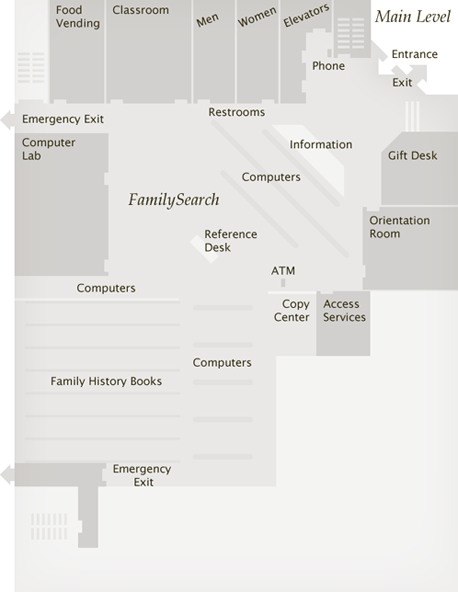 Main Level
Food
Vending
Classroom
Men
Women
Elevators
Entrance
Phone
Exit
Restrooms
Emergency Exit
Computer
Lab
Information
Gift Desk
Computers
FamilySearch
Orientation
Room
Reference
Desk
ATM
Computers
Copy
Center
Access
Services
Computers
Family History Books
Emergency
Exit